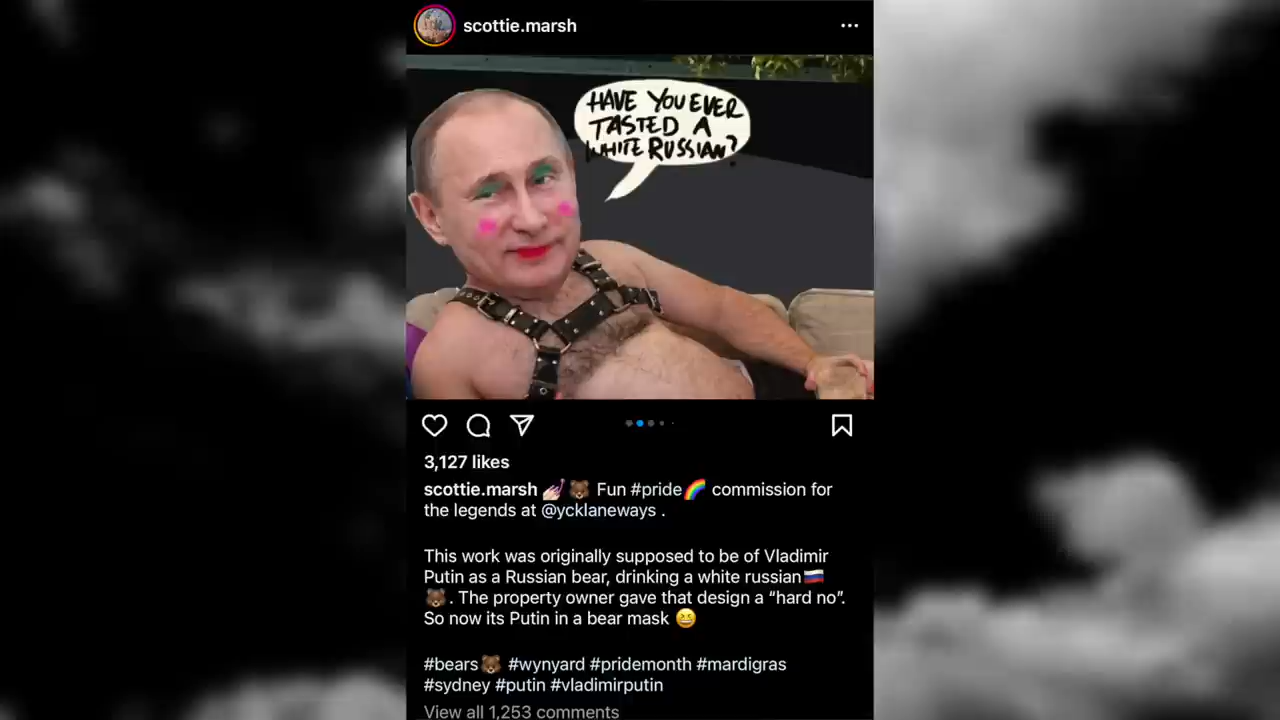 scottie.marsh
HAVE YOU EVER
TASTED A
WHITE RUSSIAN?
3,127 likes
scottie.marsh 💅🏻🐻 Fun #pride🌈 commission for
the legends at @ycklaneways .
This work was originally supposed to be of Vladimir
Putin as a Russian bear, drinking a white russian🇷🇺
🐻. The property owner gave that design a “hard no”.
So now its Putin in a bear mask 😆
#bears🐻 #wynyard #pridemonth #mardigras
#sydney #putin #vladimirputin
View all 1,253 comments